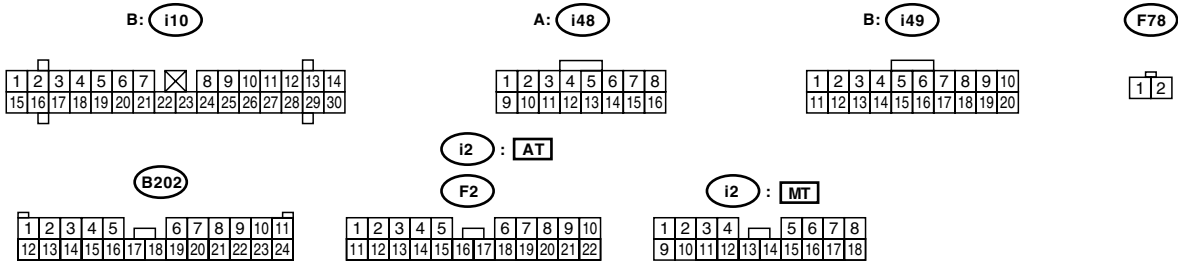 B: i10
A: i48
B: i49
F78
1 2 3 4 5 6 7 8 9 10 11 12 13 14
15 16 17 18 19 20 21 22 23 24 25 26 27 28 29 30
1 2 3 4 5 6 7 8
9 10 11 12 13 14 15 16
1 2 3 4 5 6 7 8 9 10
11 12 13 14 15 16 17 18 19 20
1 2
i2 : AT
B202
F2
i2 : MT
1 2 3 4 5 6 7 8 9 10 11
12 13 14 15 16 17 18 19 20 21 22 23 24
1 2 3 4 5 6 7 8 9 10
11 12 13 14 15 16 17 18 19 20 21 22
1 2 3 4 5 6 7 8
9 10 11 12 13 14 15 16 17 18